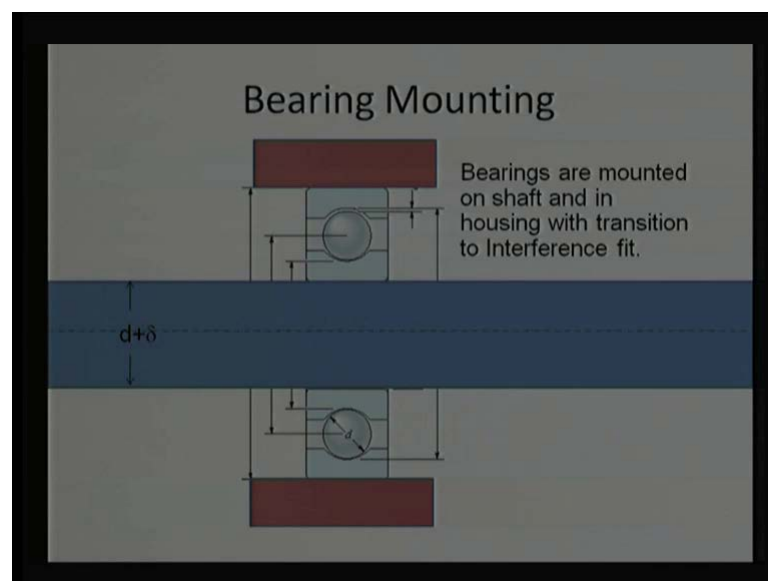 Bearing Mounting
Bearings are mounted
on shaft and in
housing with transition
to Interference fit.
d+δ
d